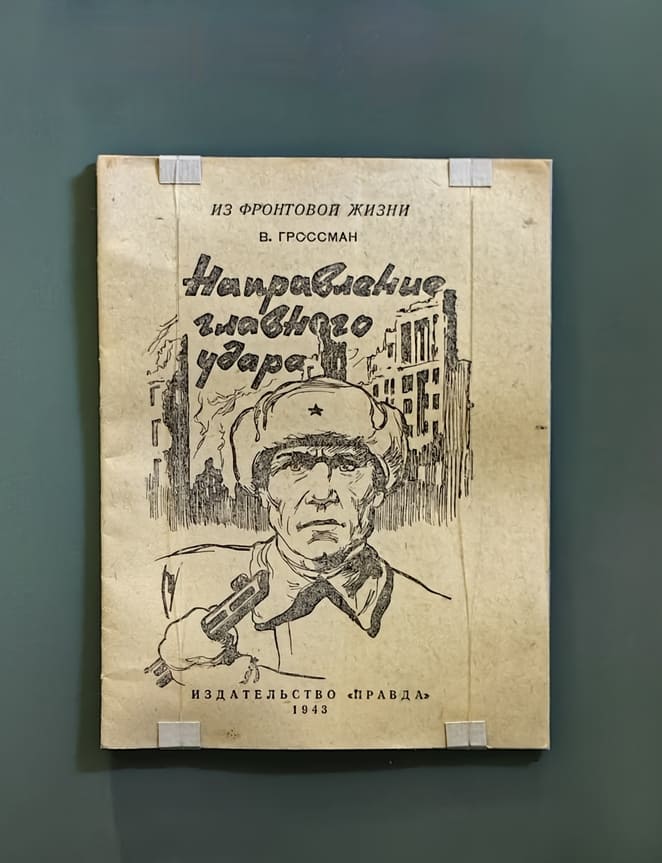 ИЗ ФРОНТОВОЙ ЖИЗНИ
В. ГРОССМАН
Направление
главного
удара
ИЗДАТЕЛЬСТВО «ПРАВДА»
1943